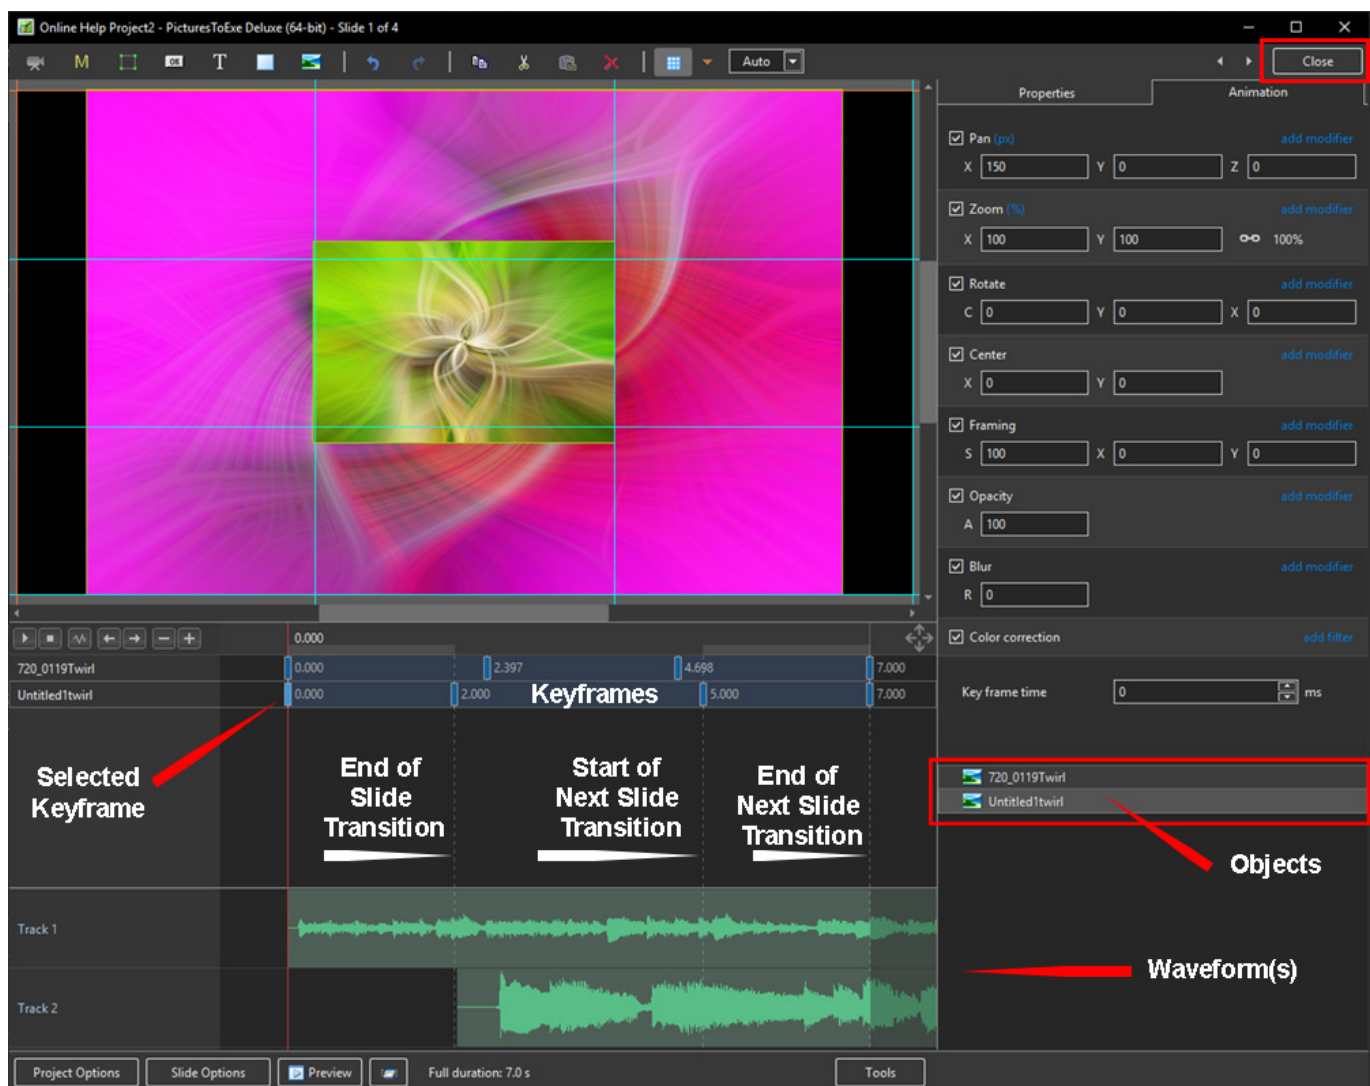 Online Help Project2 - PicturesToExe Deluxe (64-bit) - Slide 1 of 4
M OK T Auto Close
Properties Animation
Pan (px) add modifier
X 150 Y 0 Z 0
Zoom (%) add modifier
X 100 Y 100 100%
Rotate add modifier
C 0 Y 0 X 0
Center add modifier
X 0 Y 0
Framing add modifier
S 100 X 0 Y 0
Opacity add modifier
A 100
Blur add modifier
R 0
Color correction add filter
Key frame time 0 ms
0.000
720_0119Twirl 0.000 2.397 4.698 7.000
Untitled1twirl 0.000 2.000 Keyframes 5.000 7.000
Selected
Keyframe
End of
Slide
Transition
Start of
Next Slide
Transition
End of
Next Slide
Transition
720_0119Twirl
Untitled1twirl
Objects
Track 1
Waveform(s)
Track 2
Project Options Slide Options Preview Full duration: 7.0 s Tools